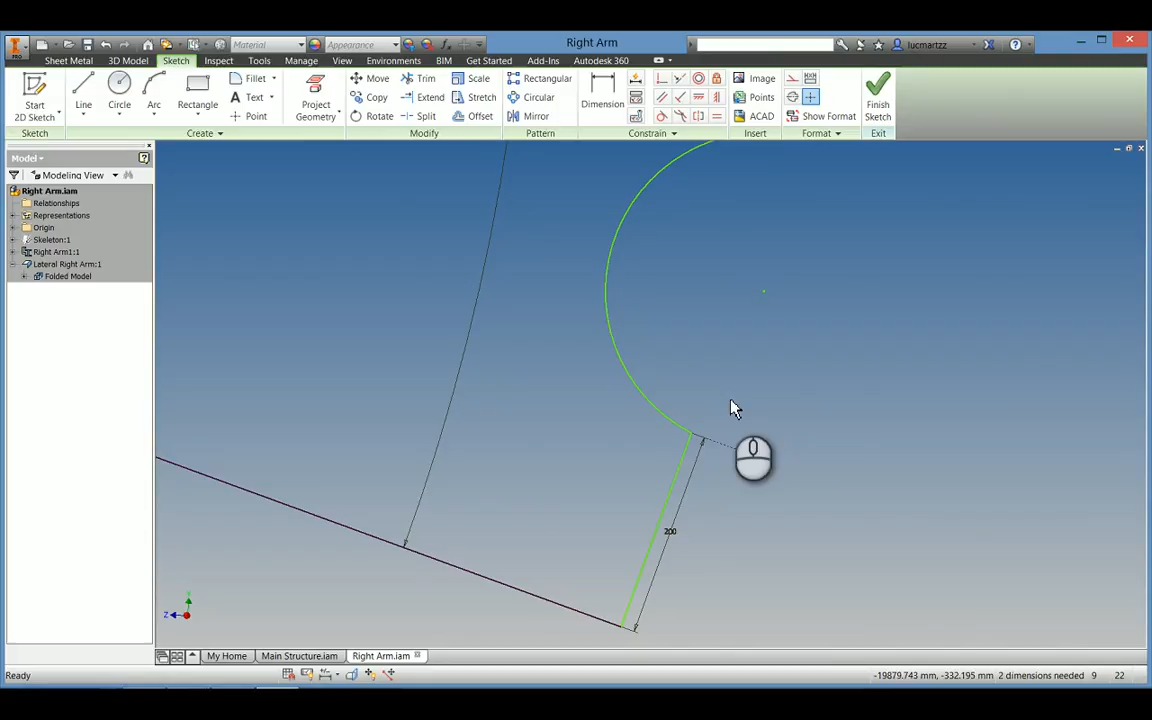 Material Appearance Right Arm lucmartzz
PRO Sheet Metal 3D Model Sketch Inspect Tools Manage View Environments BIM Get Started Add-Ins Autodesk 360
Start 2D Sketch Line Circle Arc Rectangle Fillet Text Point Project Geometry Move Copy Rotate Trim Extend Split Scale Stretch Offset Rectangular Circular Mirror Dimension Image Points ACAD Show Format Finish Sketch
Sketch Create Modify Pattern Constrain Insert Format Exit
Model
Modeling View
Right Arm.iam
Relationships
Representations
Origin
Skeleton:1
Right Arm1:1
Lateral Right Arm:1
Folded Model
200
Y
Z
My Home Main Structure.iam Right Arm.iam
Ready -19879.743 mm, -332.195 mm 2 dimensions needed 9 22